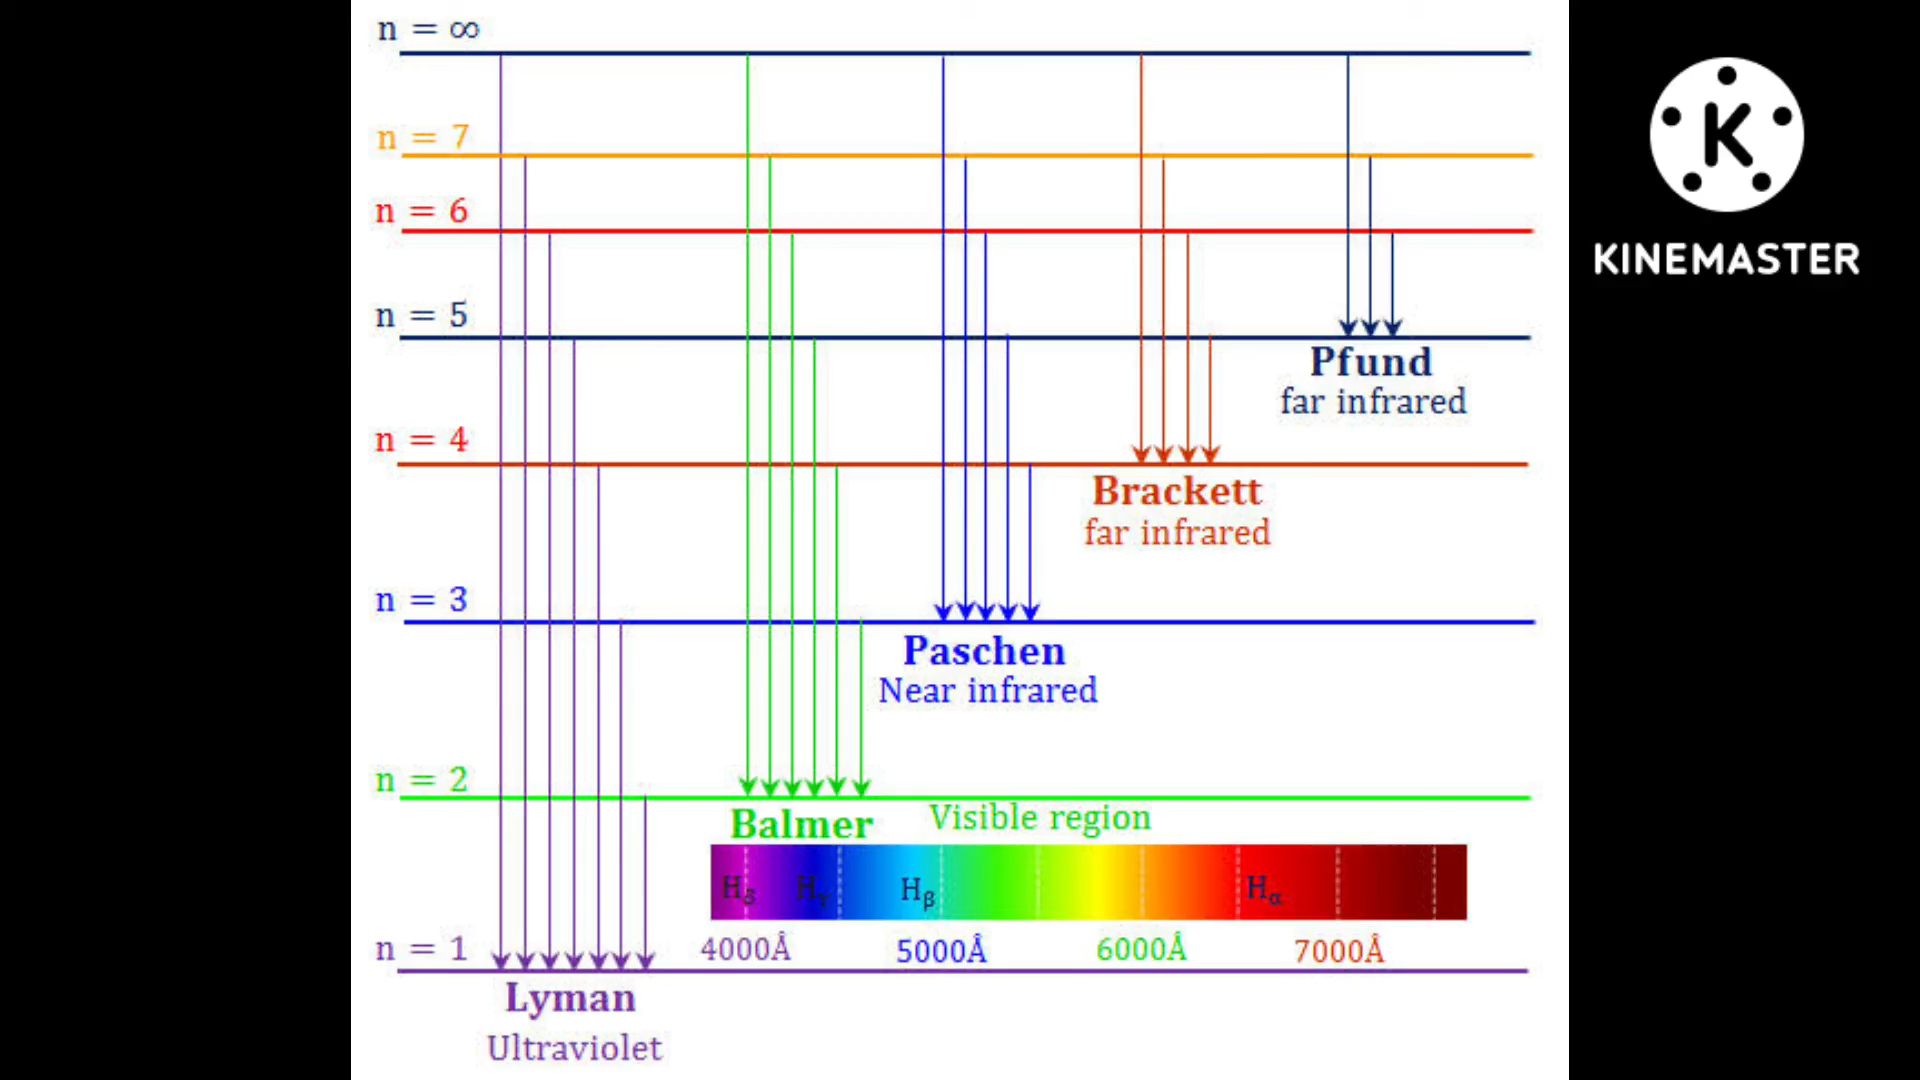 n = ∞
n = 7
n = 6
n = 5
Pfund
far infrared
n = 4
Brackett
far infrared
n = 3
Paschen
Near infrared
n = 2
Balmer
Visible region
Hδ Hγ Hβ Hα
4000Å 5000Å 6000Å 7000Å
n = 1
Lyman
Ultraviolet
K
KINEMASTER